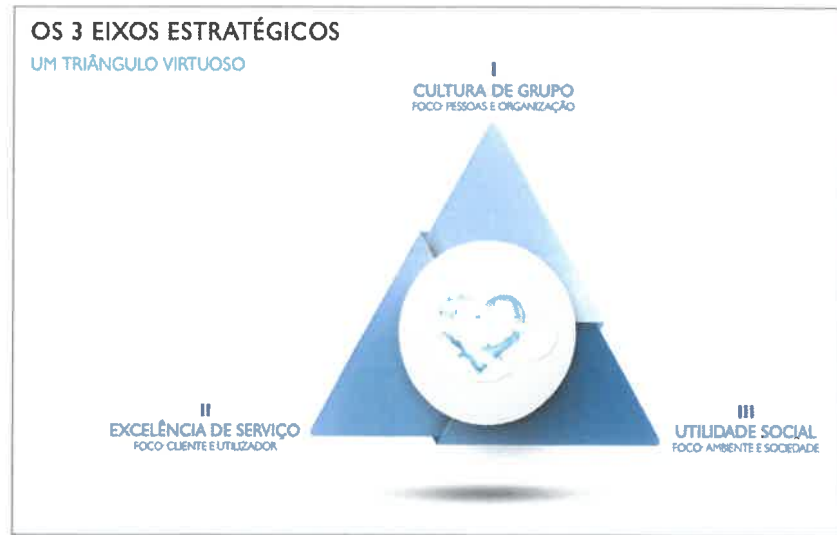 OS 3 EIXOS ESTRATÉGICOS
UM TRIÂNGULO VIRTUOSO
I
CULTURA DE GRUPO
FOCO: PESSOAS E ORGANIZAÇÃO
II
EXCELÊNCIA DE SERVIÇO
FOCO: CLIENTE E UTILIZADOR
III
UTILIDADE SOCIAL
FOCO: AMBIENTE E SOCIEDADE